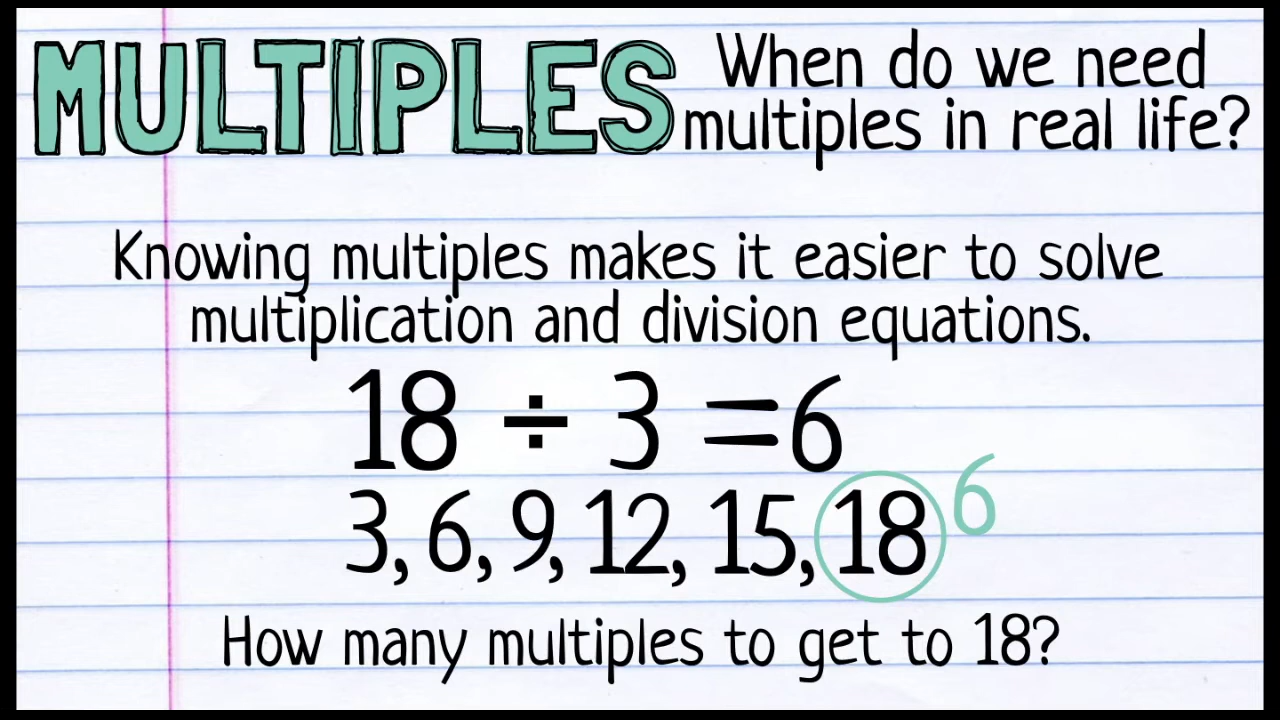 MULTIPLES
When do we need
multiples in real life?
Knowing multiples makes it easier to solve
multiplication and division equations.
18 ÷ 3 =6
3, 6, 9, 12, 15, 18 6
How many multiples to get to 18?